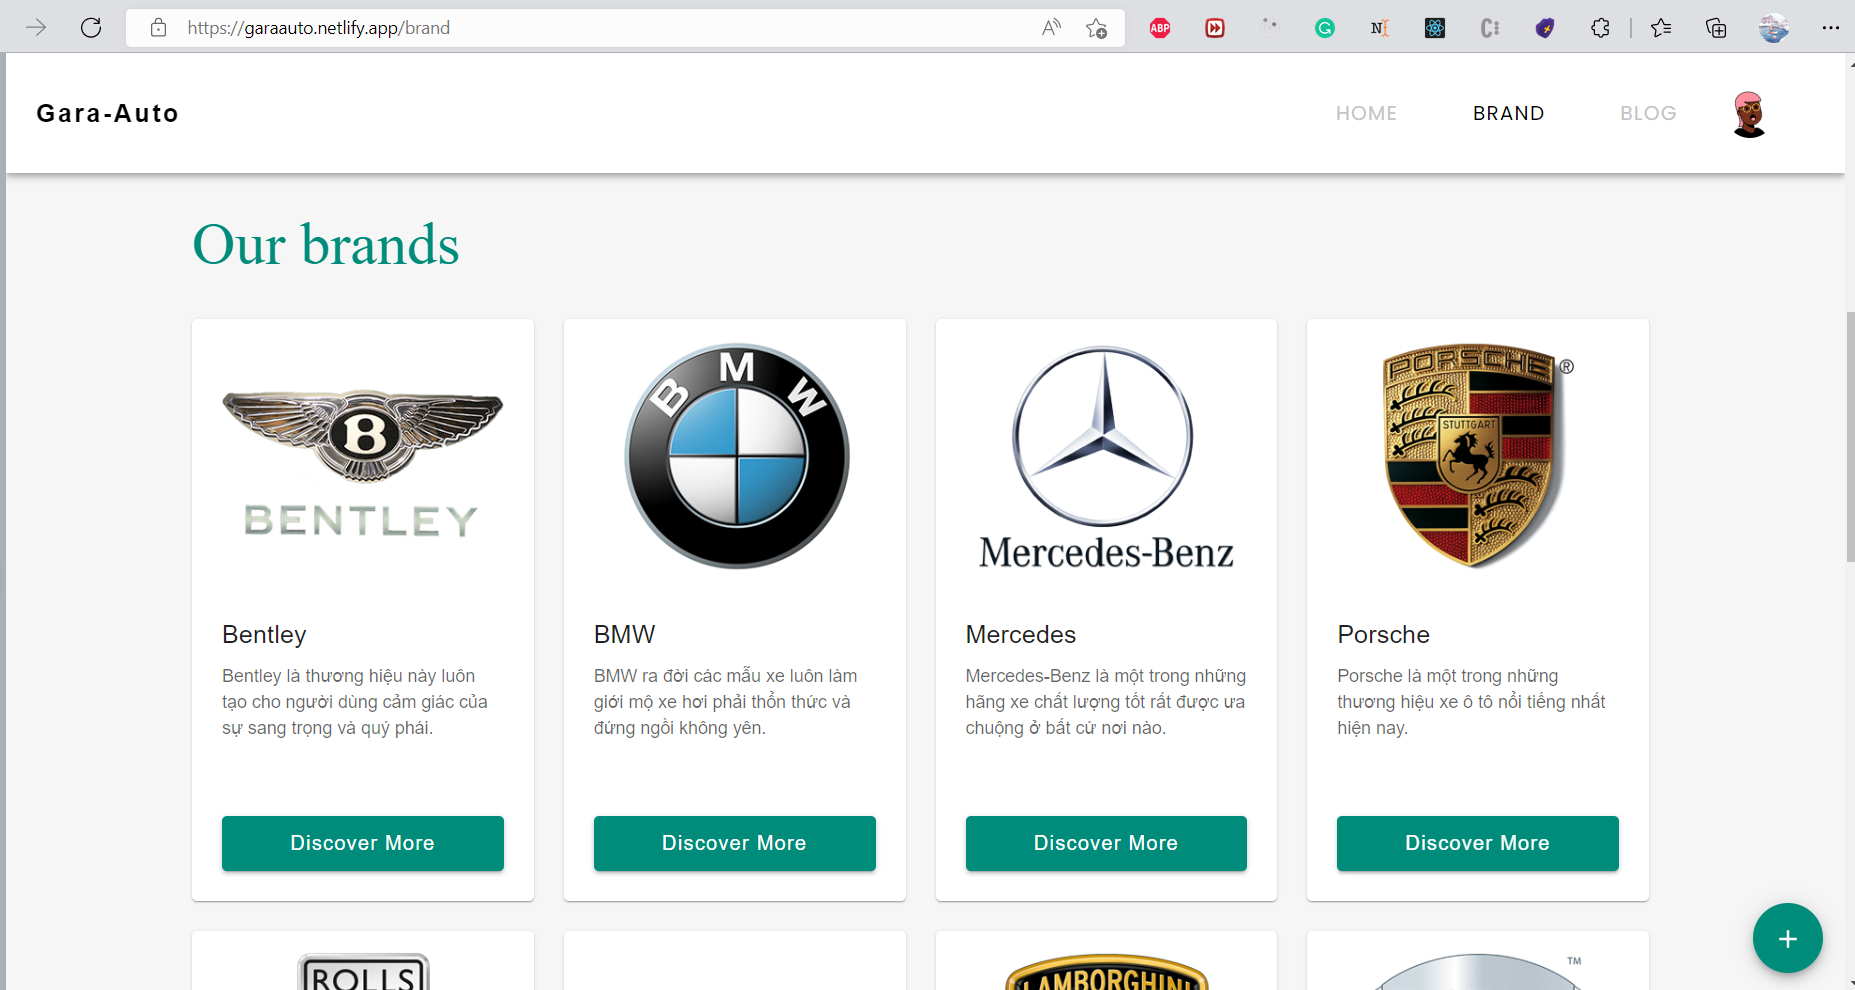 https://garaauto.netlify.app/brand
ABP
Gara-Auto
HOME
BRAND
BLOG
Our brands
B
BENTLEY
BMW
Mercedes-Benz
PORSCHE
®
STUTTGART
Bentley
Bentley là thương hiệu này luôn
tạo cho người dùng cảm giác của
sự sang trọng và quý phái.
Discover More
BMW
BMW ra đời các mẫu xe luôn làm
giới mộ xe hơi phải thổn thức và
đứng ngồi không yên.
Discover More
Mercedes
Mercedes-Benz là một trong những
hãng xe chất lượng tốt rất được ưa
chuộng ở bất cứ nơi nào.
Discover More
Porsche
Porsche là một trong những
thương hiệu xe ô tô nổi tiếng nhất
hiện nay.
Discover More
+
ROLLS
LAMBORGHINI
TM